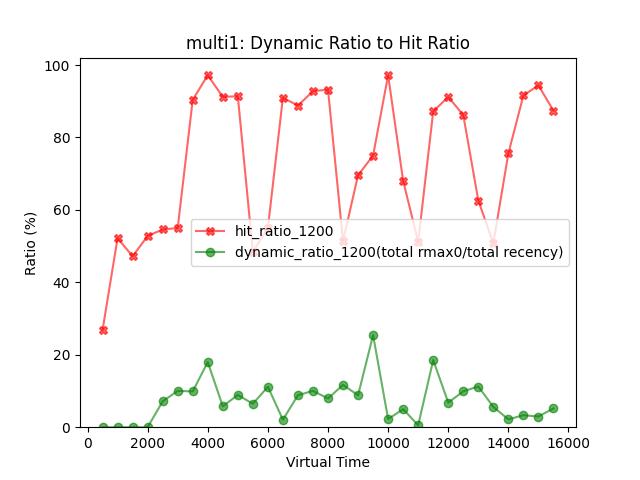 multi1: Dynamic Ratio to Hit Ratio
100
80
60
40
20
0
Ratio (%)
hit_ratio_1200
dynamic_ratio_1200(total rmax0/total recency)
0 2000 4000 6000 8000 10000 12000 14000 16000
Virtual Time